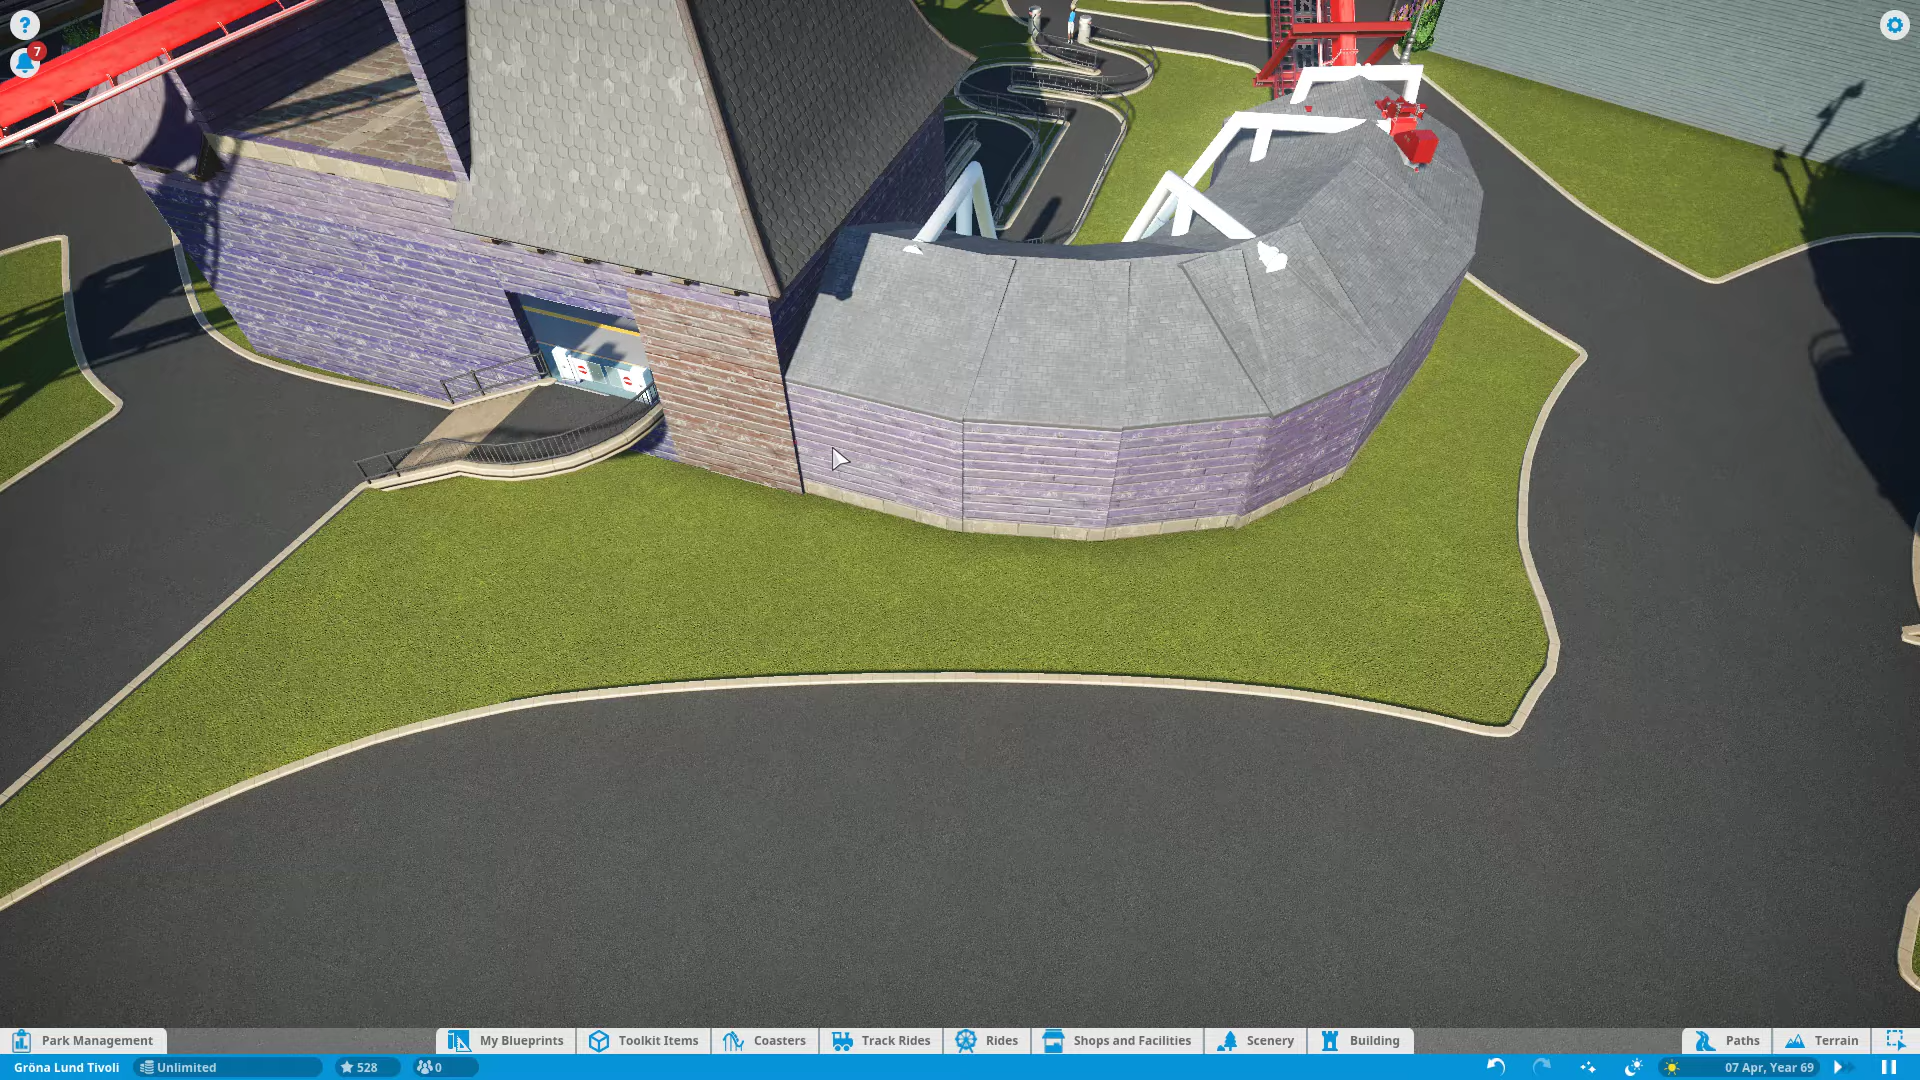 ?
7
Park Management
My Blueprints
Toolkit Items
Coasters
Track Rides
Rides
Shops and Facilities
Scenery
Building
Paths
Terrain
Gröna Lund Tivoli
Unlimited
528
0
07 Apr, Year 69